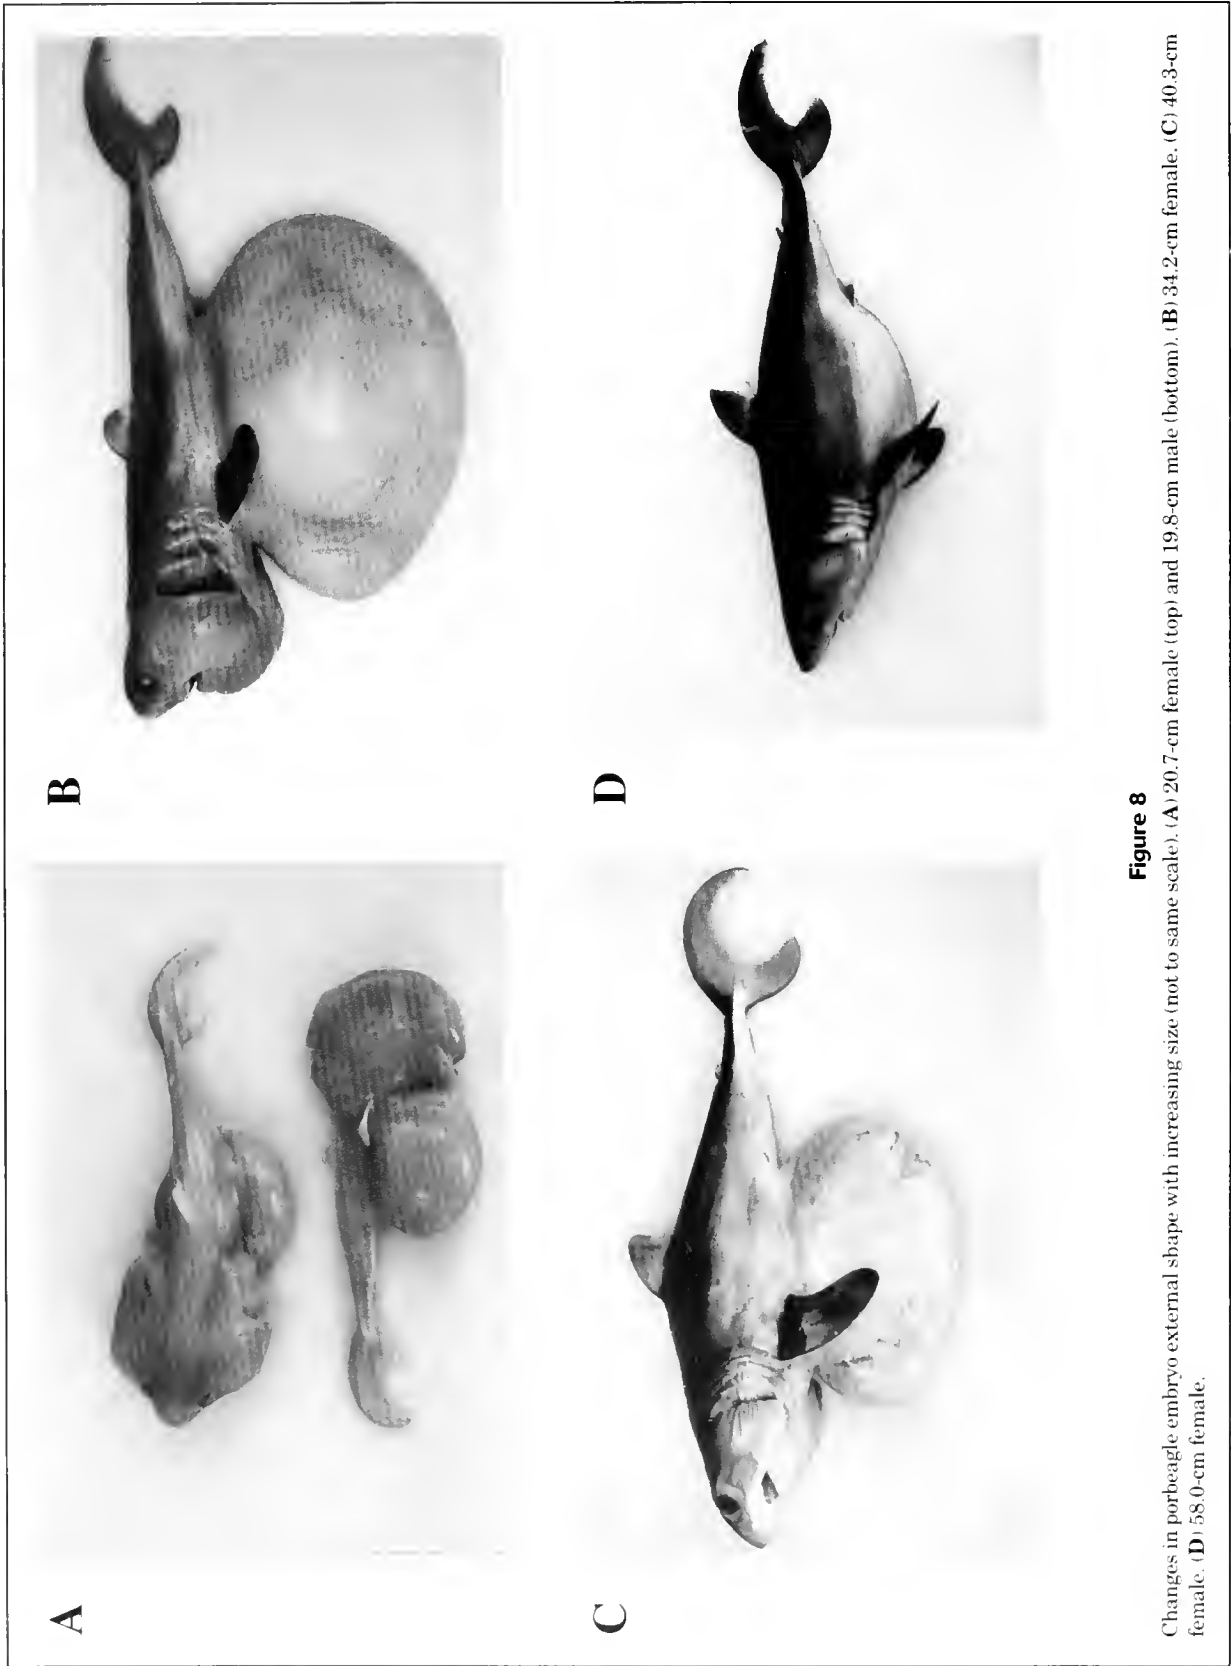 A
B
C
D
Figure 8
Changes in porbeagle embryo external shape with increasing size (not to same scale). (A) 20.7-cm female (top) and 19.8-cm male (bottom). (B) 34.2-cm female. (C) 40.3-cm
female. (D) 58.0-cm female.